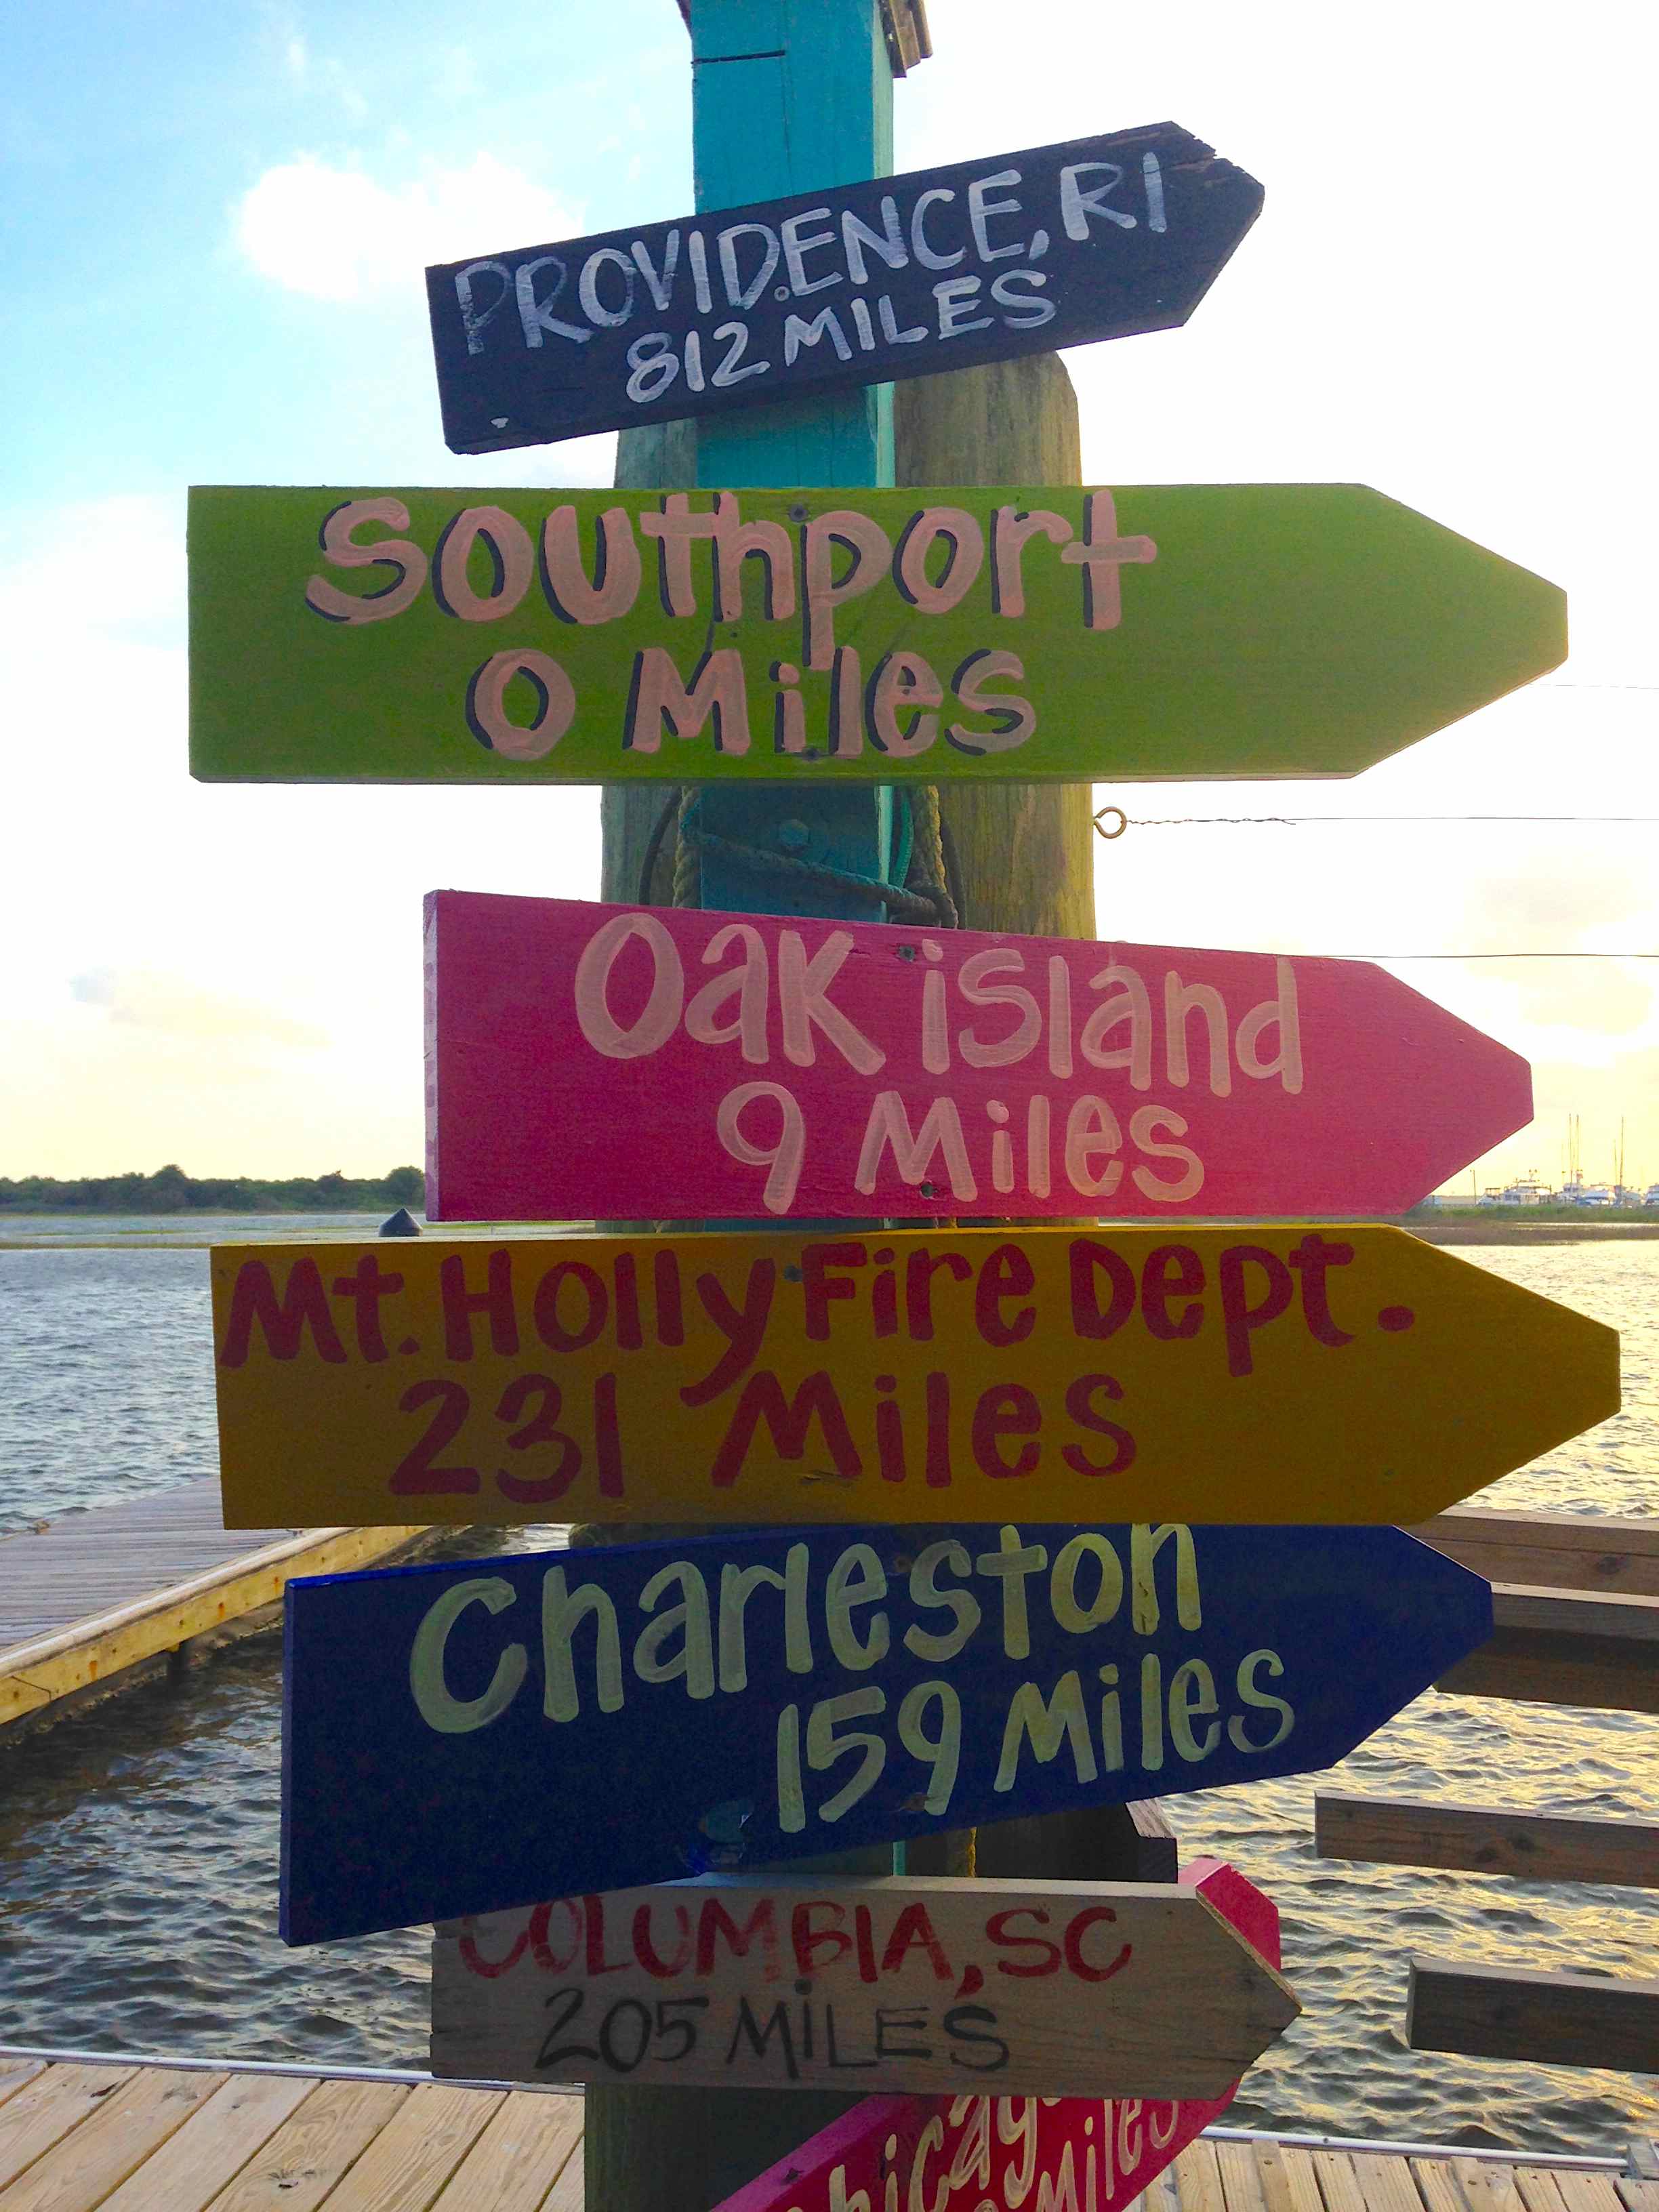 PROVIDENCE, RI
812 MILES
Southport
0 Miles
Oak island
9 Miles
Mt. Holly Fire Dept.
231 Miles
Charleston
159 Miles
COLUMBIA, SC
205 MILES
Miles